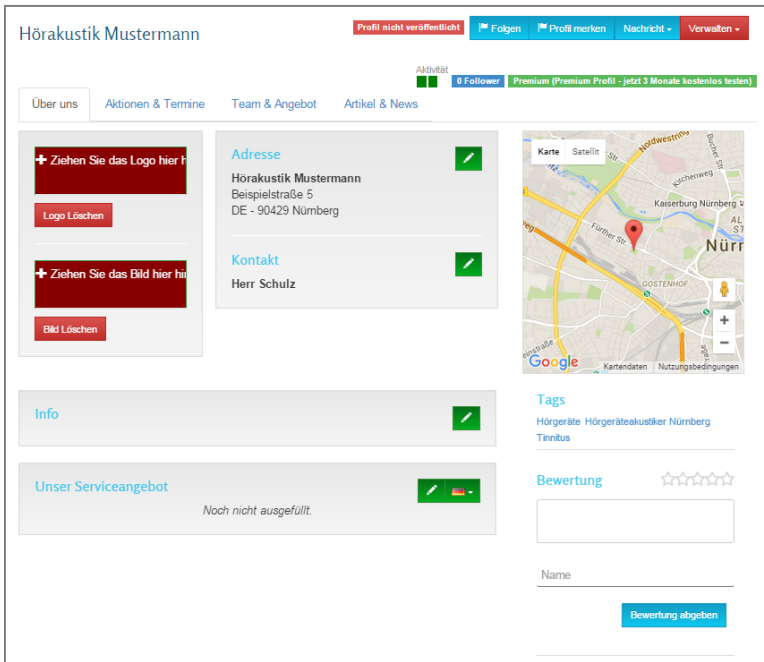 Hörakustik Mustermann
Profil nicht veröffentlicht
Folgen
Profil merken
Nachricht
Verwalten
Aktivität
0 Follower
Premium (Premium Profil - jetzt 3 Monate kostenlos testen)
Über uns
Aktionen & Termine
Team & Angebot
Artikel & News
Ziehen Sie das Logo hier h
Logo Löschen
Ziehen Sie das Bild hier hi
Bild Löschen
Adresse
Hörakustik Mustermann
Beispielstraße 5
DE - 90429 Nürnberg
Kontakt
Herr Schulz
Karte
Satellit
Nordwestring
Bucher Str.
Kirchenweg
Kaiserburg Nürnberg
Fürther Str.
Nürr
GOSTENHOF
Google
Kartendaten
Nutzungsbedingungen
Info
Unser Serviceangebot
Noch nicht ausgefüllt.
Tags
Hörgeräte Hörgeräteakustiker Nürnberg
Tinnitus
Bewertung
Name
Bewertung abgeben